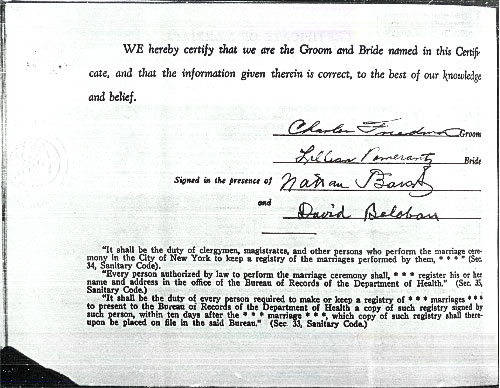 WE hereby certify that we are the Groom and Bride named in this Certifi-
cate, and that the information given therein is correct, to the best of our knowledge
and belief.
Charles Friedman Groom
Lillian Pomerantz Bride
Signed in the presence of Nathan
and David
"It shall be the duty of clergymen, magistrates, and other persons who perform the marriage cere-
mony in the City of New York to keep a registry of the marriages performed by them, * * * " (Sec.
34, Sanitary Code).
"Every person authorized by law to perform the marriage ceremony shall, * * * register his or her
name and address in the office of the Bureau of Records of the Department of Health." (Sec. 35,
Sanitary Code.)
"It shall be the duty of every person required to make or keep a registry of * * * marriages * * *
to present to the Bureau of Records of the Department of Health a copy of such registry signed by
such person, within ten days after the * * * marriage * * *, which copy of such registry shall there-
upon be placed on file in the said Bureau." (Sec. 33, Sanitary Code.)